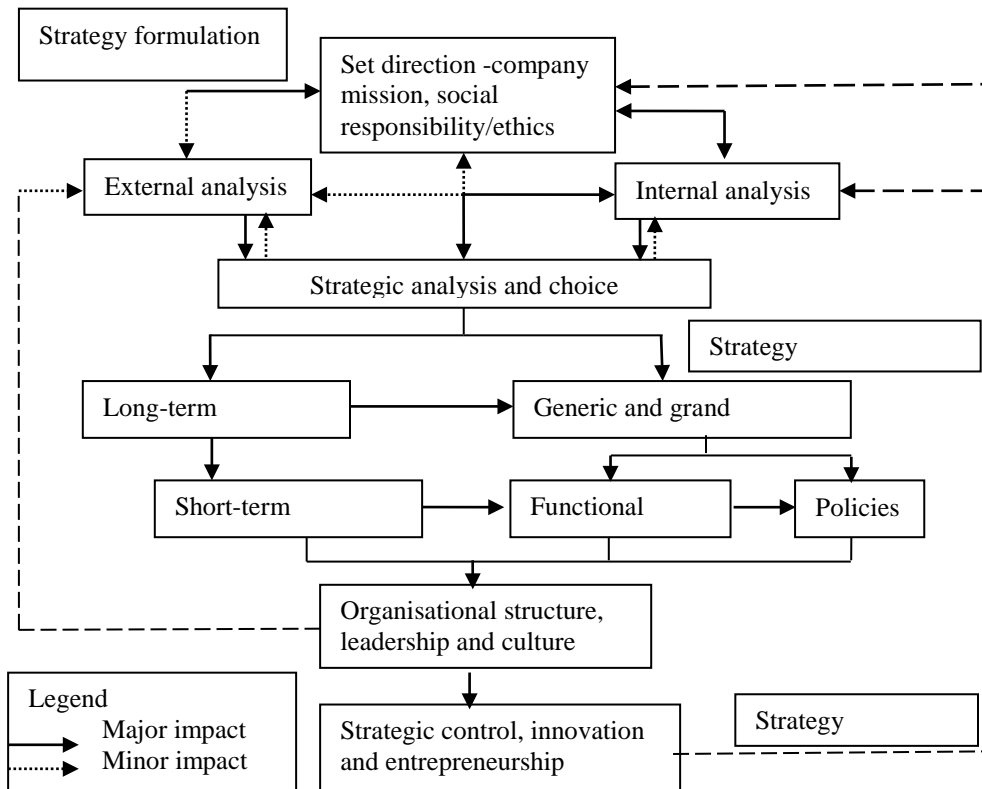 Strategy formulation
Set direction -company
mission, social
responsibility/ethics
External analysis
Internal analysis
Strategic analysis and choice
Strategy
Long-term
Generic and grand
Short-term
Functional
Policies
Organisational structure,
leadership and culture
Legend
Major impact
Minor impact
Strategic control, innovation
and entrepreneurship
Strategy